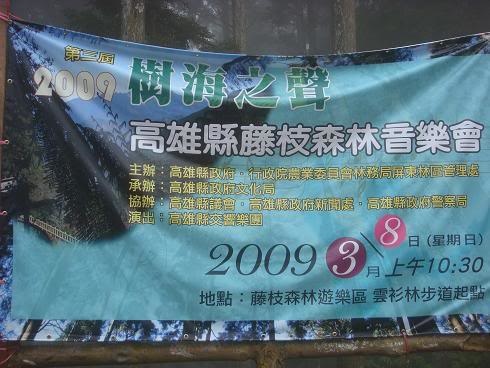 第三屆
2009 樹海之聲
高雄縣藤枝森林音樂會
主辦：高雄縣政府‧行政院農業委員會林務局屏東林區管理處
承辦：高雄縣政府文化局
協辦：高雄縣議會‧高雄縣政府新聞處‧高雄縣政府警察局
演出：高雄縣交響樂團
2009 3月\8日(星期日)
上午10:30
地點：藤枝森林遊樂區 雲衫林步道起點